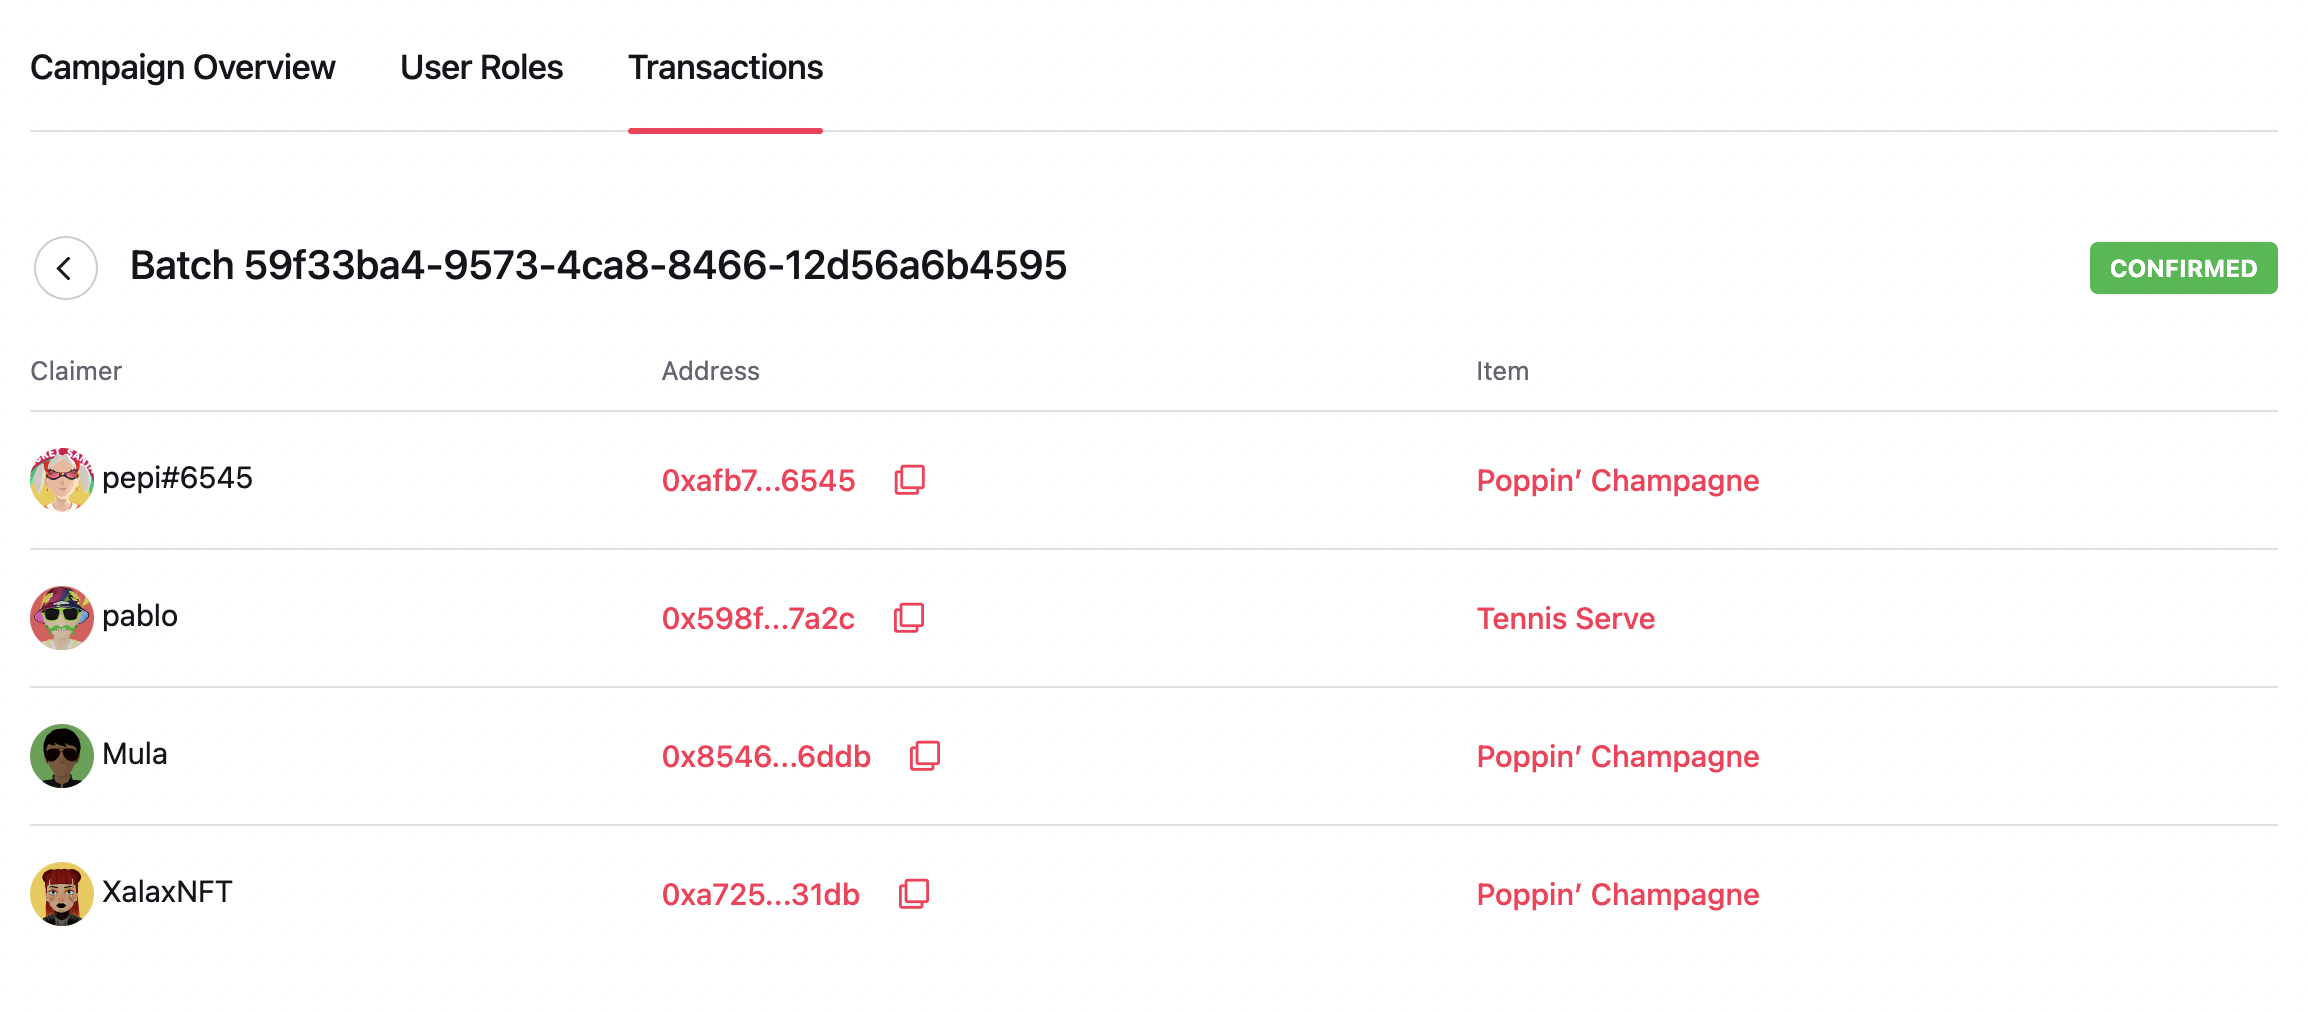 Campaign Overview User Roles Transactions
Batch 59f33ba4-9573-4ca8-8466-12d56a6b4595 CONFIRMED
Claimer Address Item
pepi#6545 0xafb7...6545 Poppin’ Champagne
pablo 0x598f...7a2c Tennis Serve
Mula 0x8546...6ddb Poppin’ Champagne
XalaxNFT 0xa725...31db Poppin’ Champagne